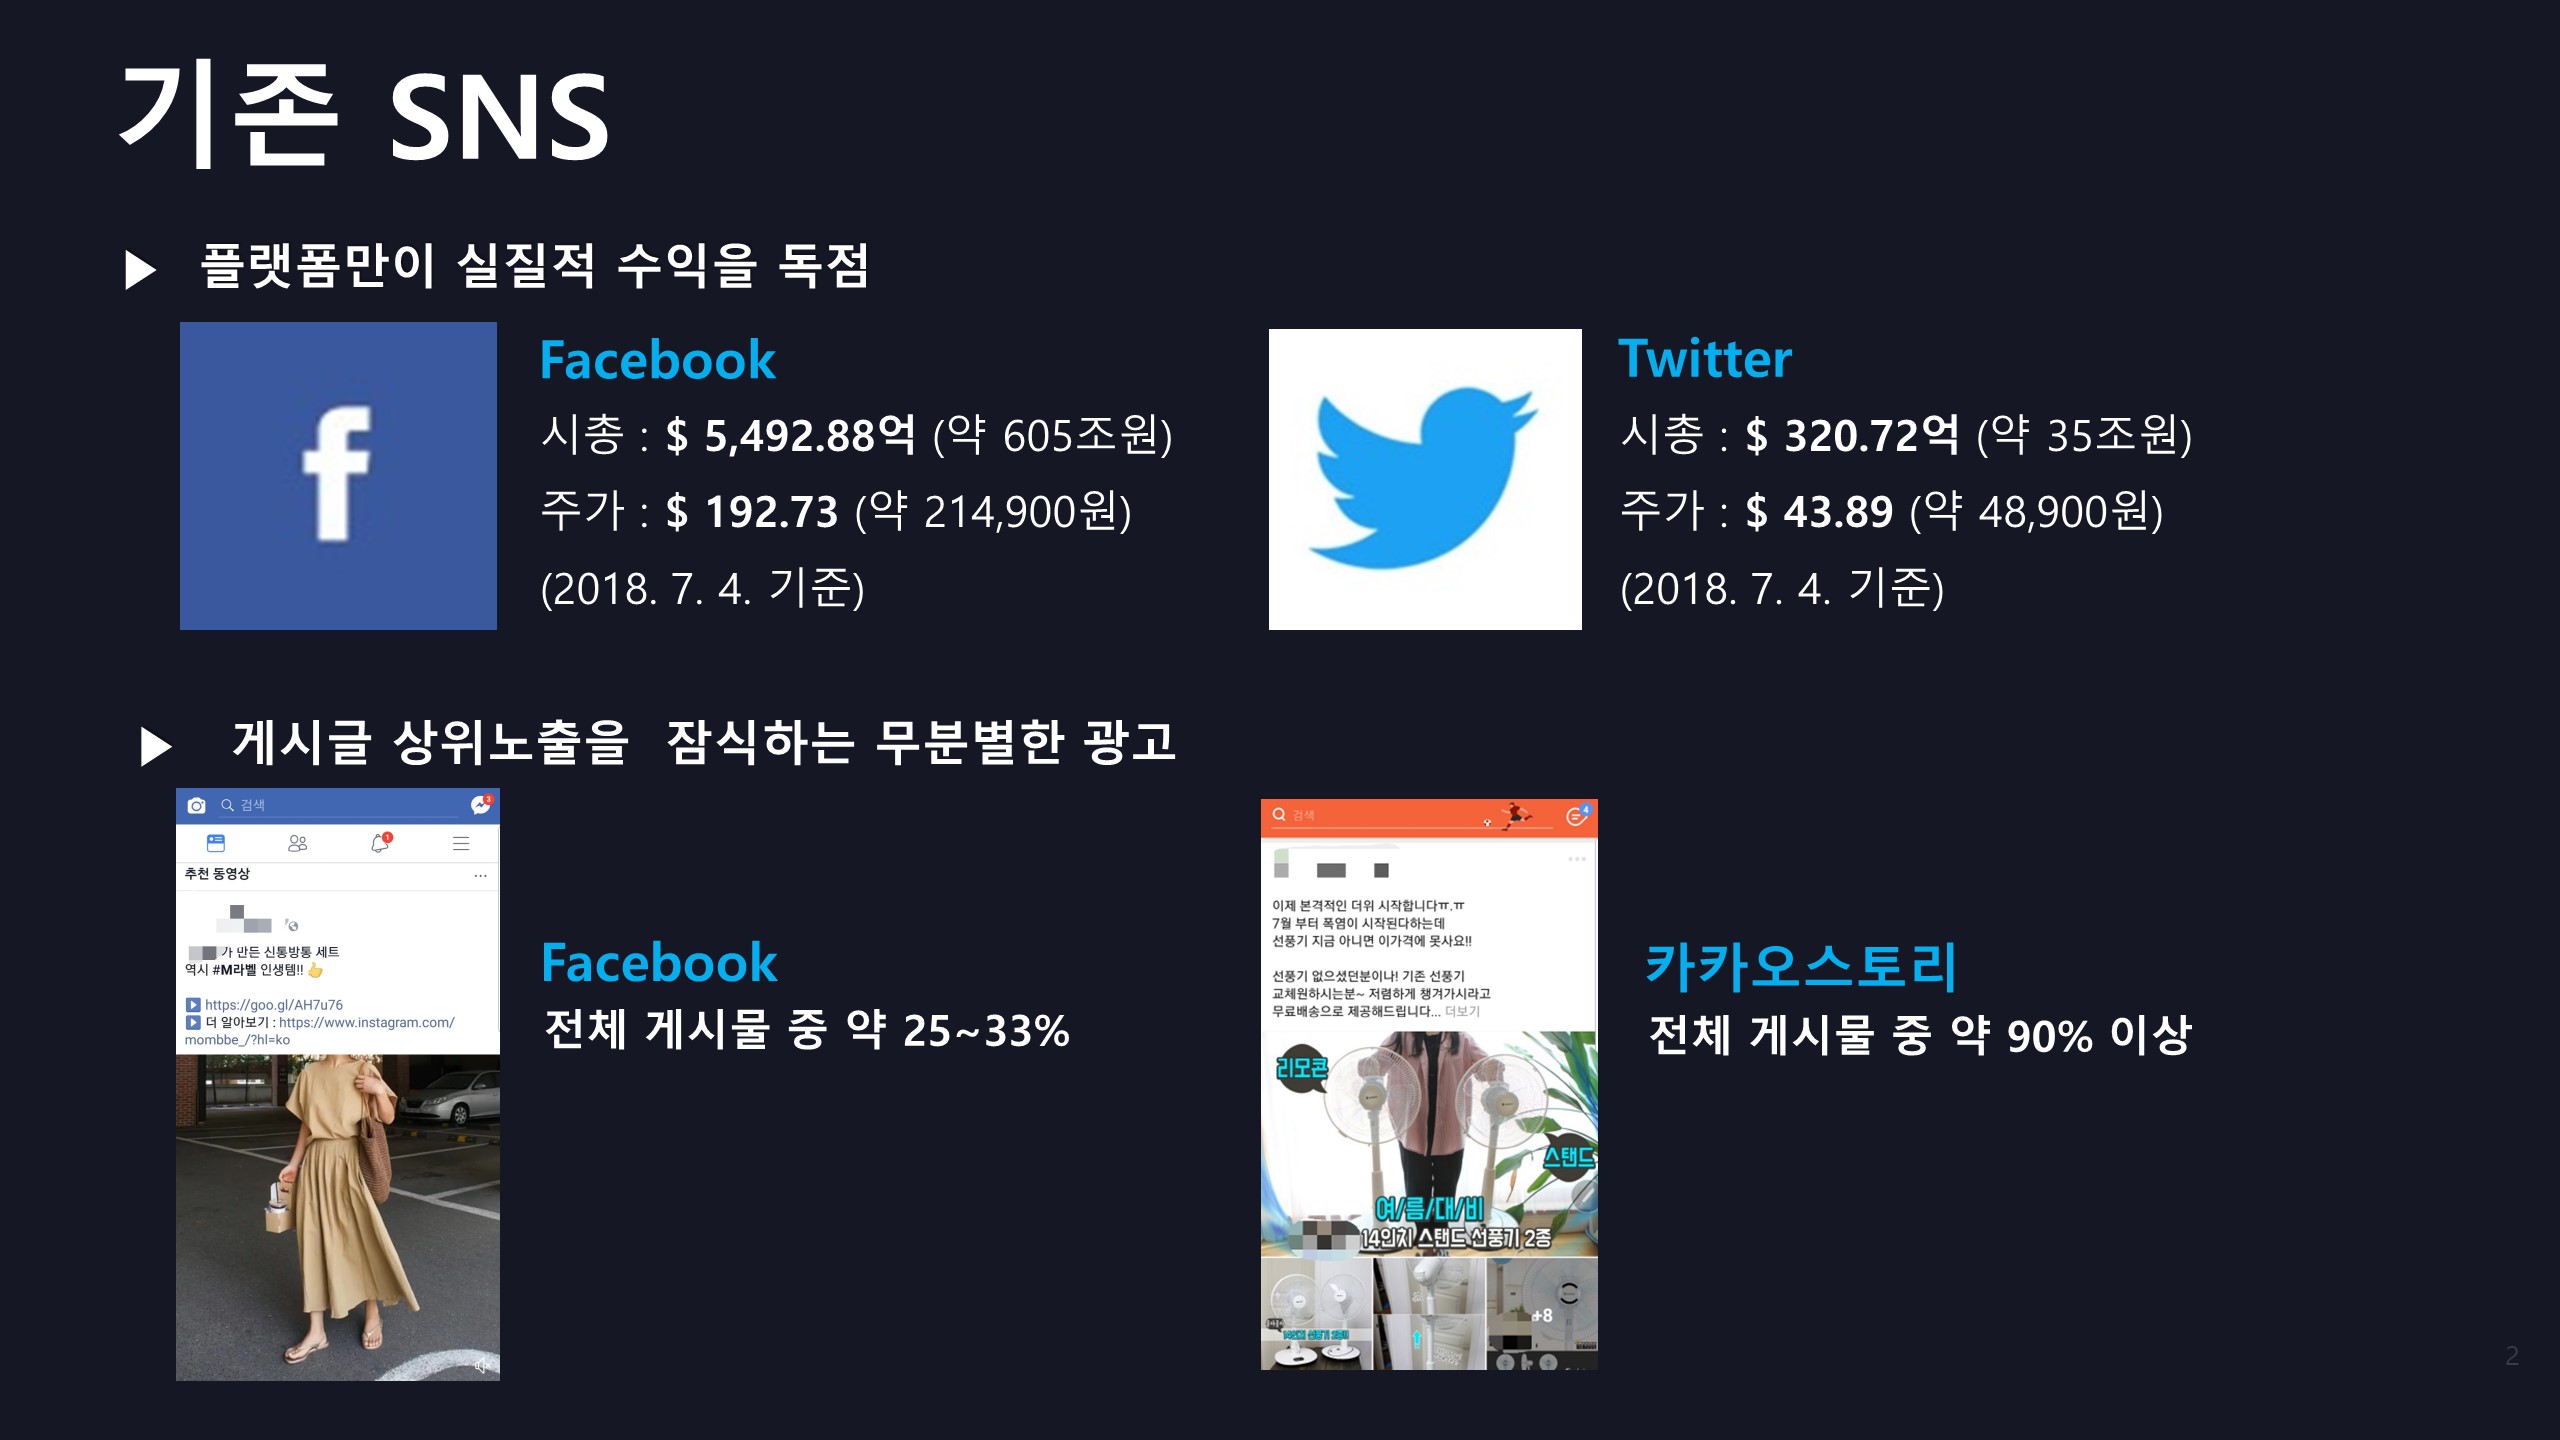 기존 SNS
▶ 플랫폼만이 실질적 수익을 독점
f
Facebook
시총 : $ 5,492.88억 (약 605조원)
주가 : $ 192.73 (약 214,900원)
(2018. 7. 4. 기준)
Twitter
시총 : $ 320.72억 (약 35조원)
주가 : $ 43.89 (약 48,900원)
(2018. 7. 4. 기준)
▶ 게시글 상위노출을 잠식하는 무분별한 광고
검색
3
1
추천 동영상
가 만든 신통방통 세트
역시 #M라벨 인생템!!
https://goo.gl/AH7u76
더 알아보기 : https://www.instagram.com/
mombbe_/?hl=ko
Facebook
전체 게시물 중 약 25~33%
검색
4
이제 본격적인 더위 시작합니다ㅠ.ㅠ
7월 부터 폭염이 시작된다하는데
선풍기 지금 아니면 이가격에 못사요!!
선풍기 없으셨던분이나! 기존 선풍기
교체원하시는분~ 저렴하게 챙겨가시라고
무료배송으로 제공해드립니다... 더보기
리모콘
스탠드
여/름/대/비
14인치 스탠드 선풍기 2종
14인치 선풍기 2종!!
+8
카카오스토리
전체 게시물 중 약 90% 이상
2